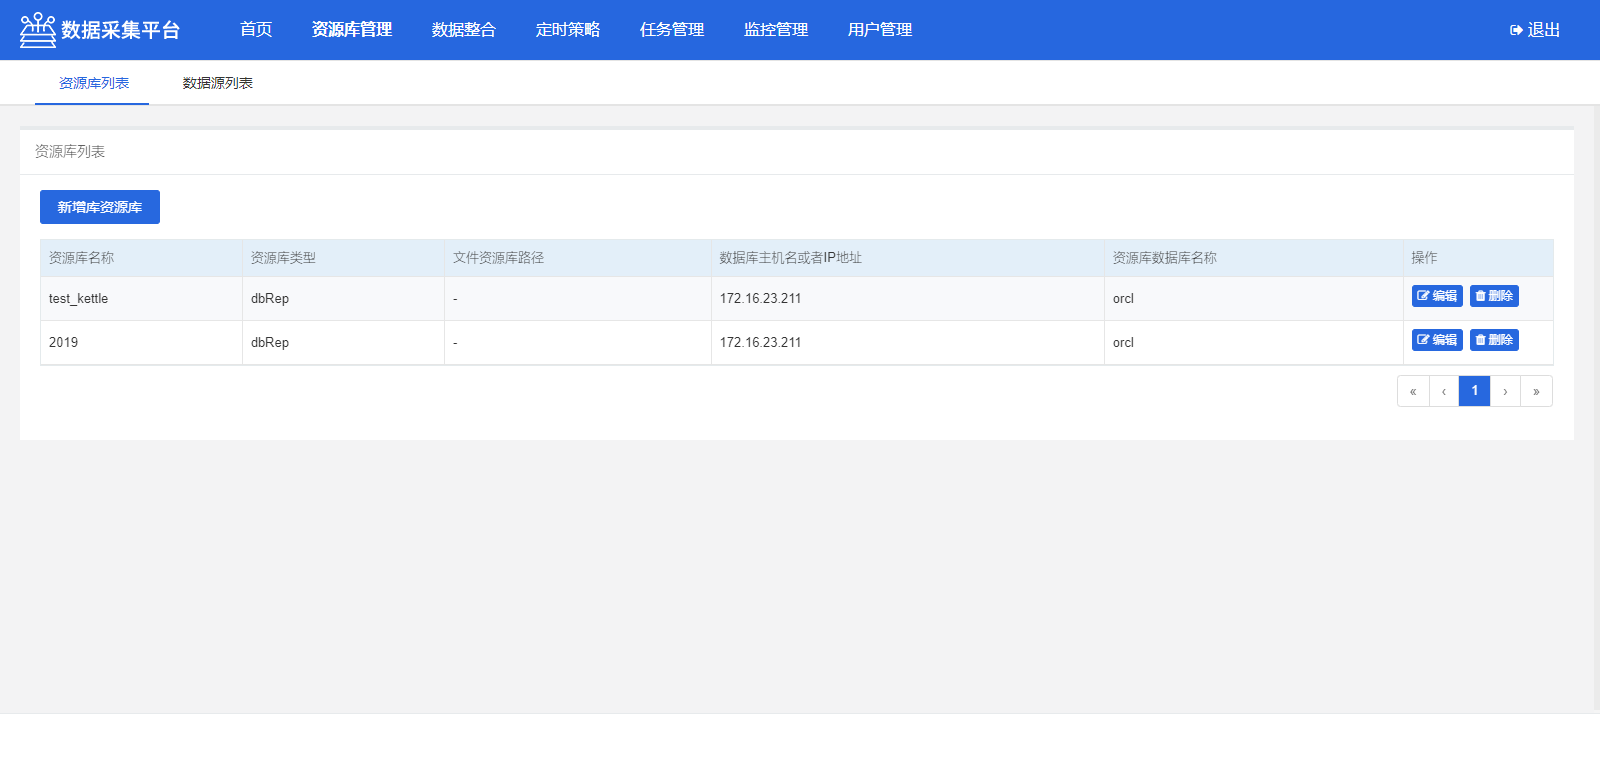 数据采集平台 首页 资源库管理 数据整合 定时策略 任务管理 监控管理 用户管理 退出
资源库列表 数据源列表
资源库列表
新增库资源库
资源库名称 资源库类型 文件资源库路径 数据库主机名或者IP地址 资源库数据库名称 操作
test_kettle dbRep - 172.16.23.211 orcl 编辑 删除
2019 dbRep - 172.16.23.211 orcl 编辑 删除
« ‹ 1 › »